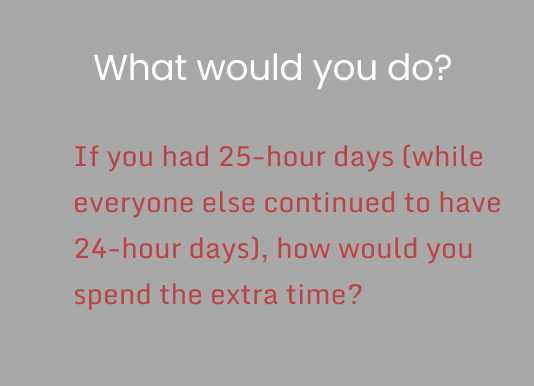 What would you do?
If you had 25-hour days (while
everyone else continued to have
24-hour days), how would you
spend the extra time?